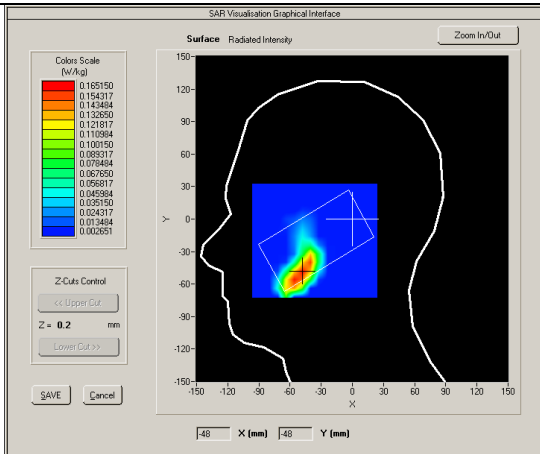 SAR Visualisation Graphical Interface
Surface Radiated Intensity
Zoom In/Out
Colors Scale
(W/kg)
0.165150
0.154317
0.143484
0.132650
0.121817
0.110984
0.100150
0.089317
0.078484
0.067650
0.056817
0.045984
0.035150
0.024317
0.013484
0.002651
Z-Cuts Control
<< Upper Cut
Z = 0.2 mm
Lower Cut >>
SAVE Cancel
150
120
90
60
30
0
-30
-60
-90
-120
-150
Y
-150 -120 -90 -60 -30 0 30 60 90 120 150
X
-48 X (mm) -48 Y (mm)